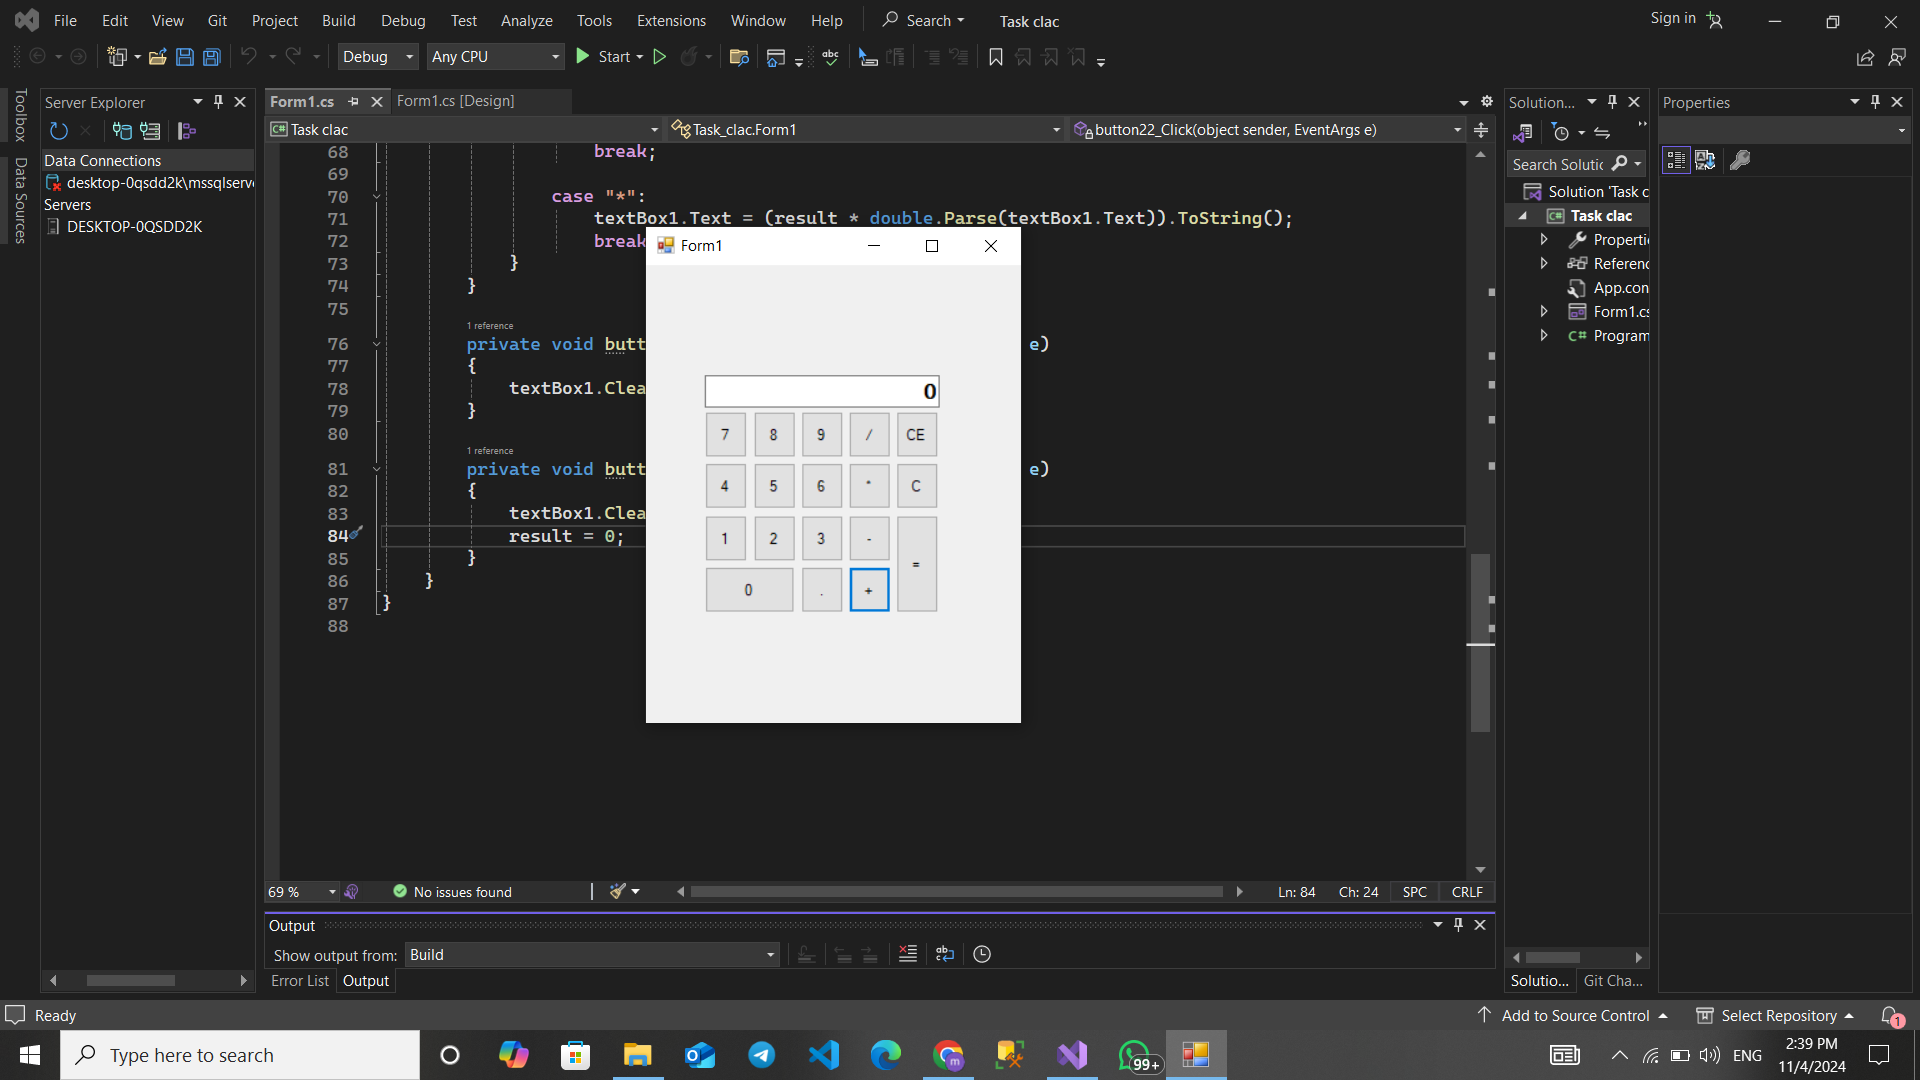 File Edit View Git Project Build Debug Test Analyze Tools Extensions Window Help Search Task clac Sign in
Debug Any CPU Start
Toolbox
Data Sources
Server Explorer
Data Connections
desktop-0qsdd2k\mssqlserve
Servers
DESKTOP-0QSDD2K
Form1.cs Form1.cs [Design]
Task clac Task_clac.Form1 button22_Click(object sender, EventArgs e)
68 break;
69
70 case "*":
71 textBox1.Text = (result * double.Parse(textBox1.Text)).ToString();
72 break
73 }
74 }
75
1 reference
76 private void butt e)
77 {
78 textBox1.Clea
79 }
80
1 reference
81 private void butt e)
82 {
83 textBox1.Clea
84 result = 0;
85 }
86 }
87 }
88
Form1
0
7 8 9 / CE
4 5 6 * C
1 2 3 -
=
0 . +
69 % No issues found Ln: 84 Ch: 24 SPC CRLF
Output
Show output from: Build
Error List Output
Solution...
Search Solutic
Solution 'Task c
Task clac
Properti
Referenc
App.con
Form1.cs
Program
Solutio... Git Cha...
Properties
Ready Add to Source Control Select Repository 1
Type here to search 99+ ENG 2:39 PM
11/4/2024